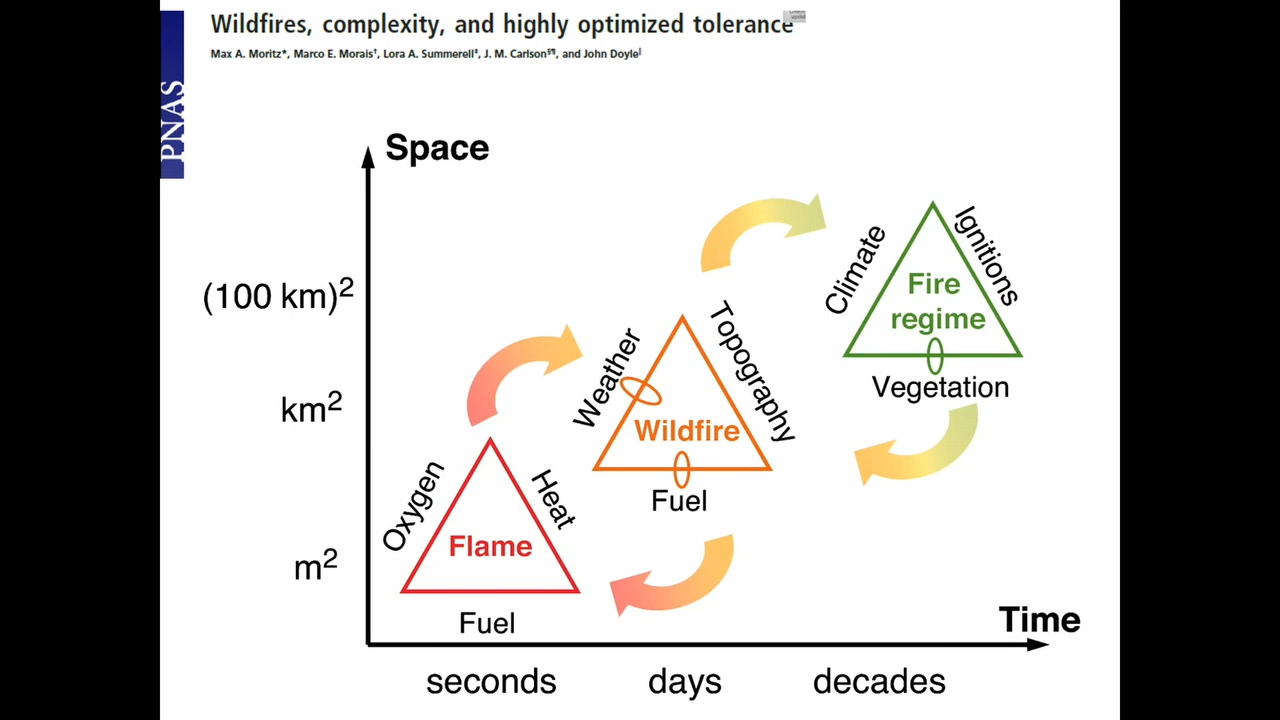 Wildfires, complexity, and highly optimized tolerance
Max A. Moritz*, Marco E. Morais†, Lora A. Summerell‡, J. M. Carlson§¶, and John Doyle‖
PNAS
Space
(100 km)²
km²
m²
Climate
Ignitions
Fire
regime
Vegetation
Weather
Topography
Wildfire
Fuel
Oxygen
Heat
Flame
Fuel
Time
seconds
days
decades